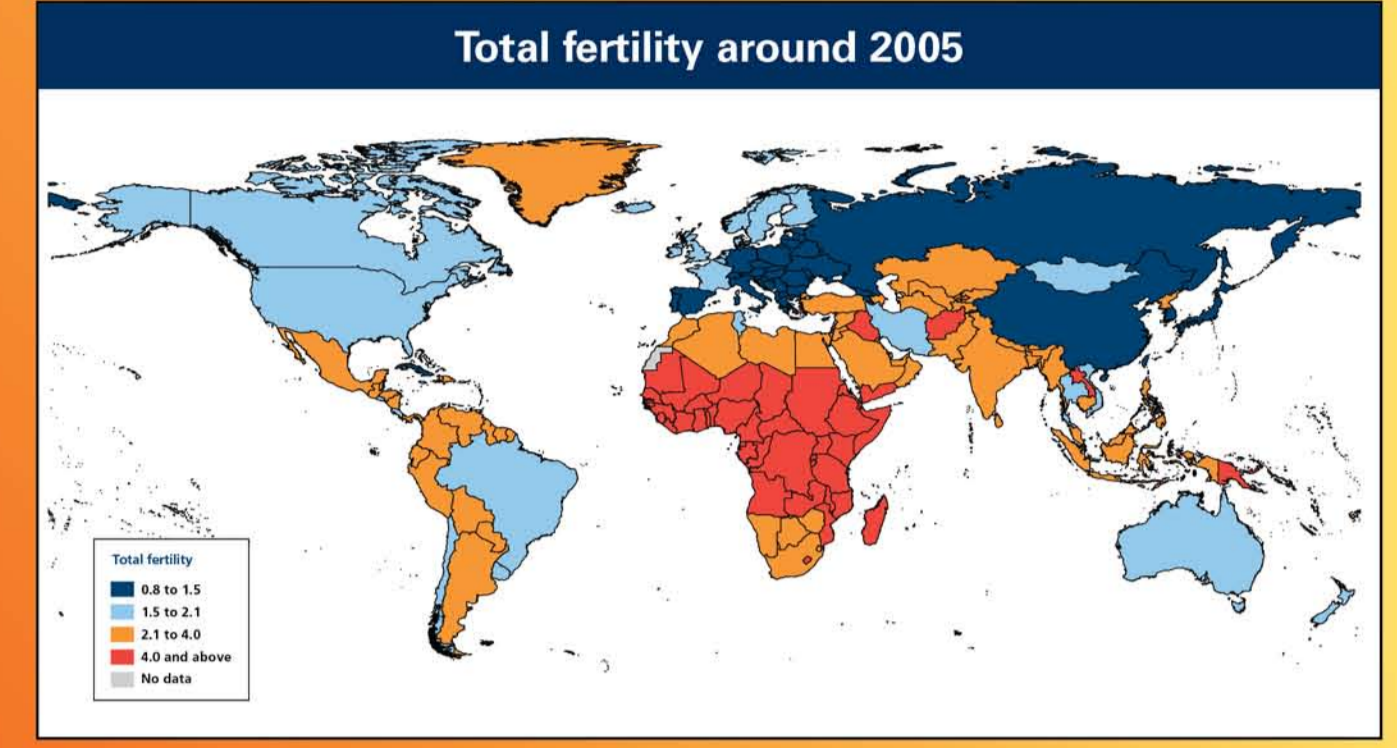 Total fertility around 2005
Total fertility
0.8 to 1.5
1.5 to 2.1
2.1 to 4.0
4.0 and above
No data